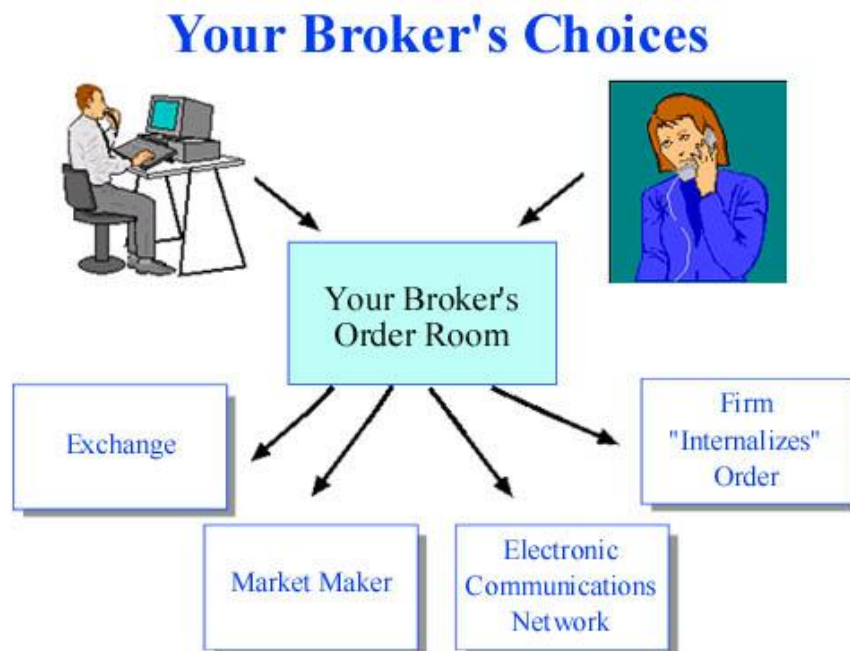 Your Broker's Choices
Your Broker's
Order Room
Exchange
Market Maker
Electronic
Communications
Network
Firm
"Internalizes"
Order